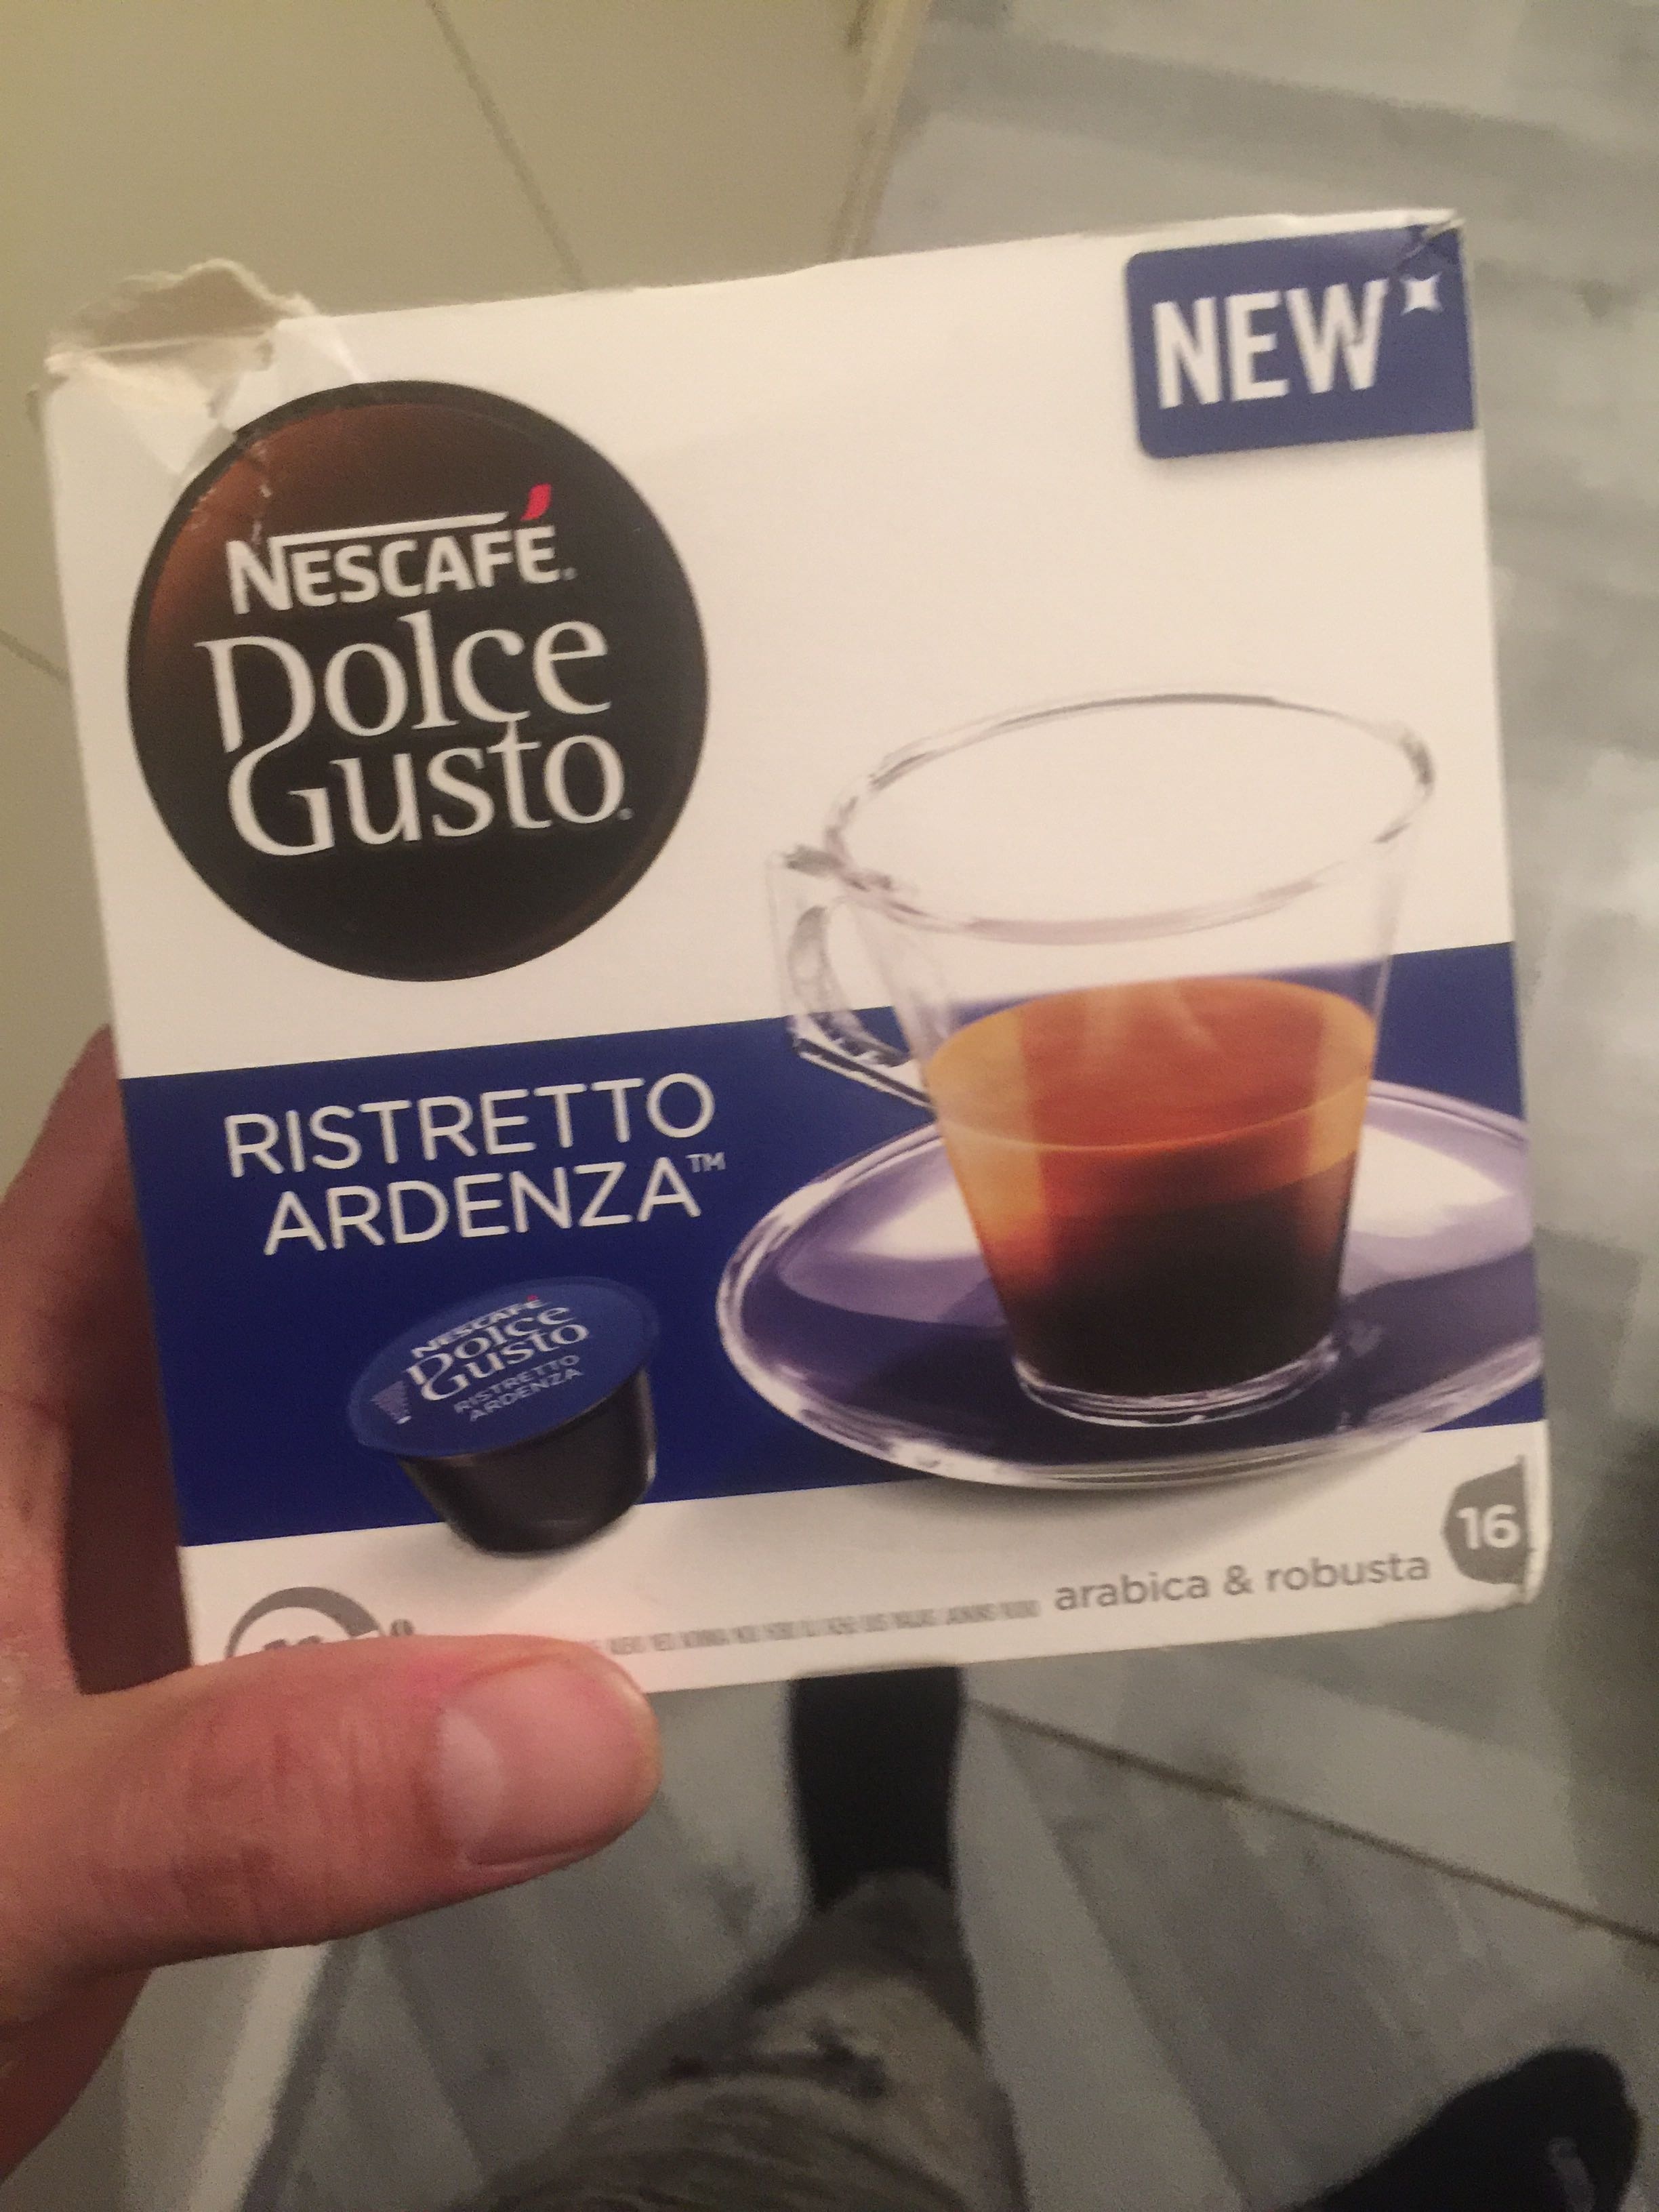 NEW
NESCAFÉ
Dolce
Gusto
RISTRETTO
ARDENZA™
NESCAFÉ
Dolce
Gusto
RISTRETTO
ARDENZA
16
arabica & robusta